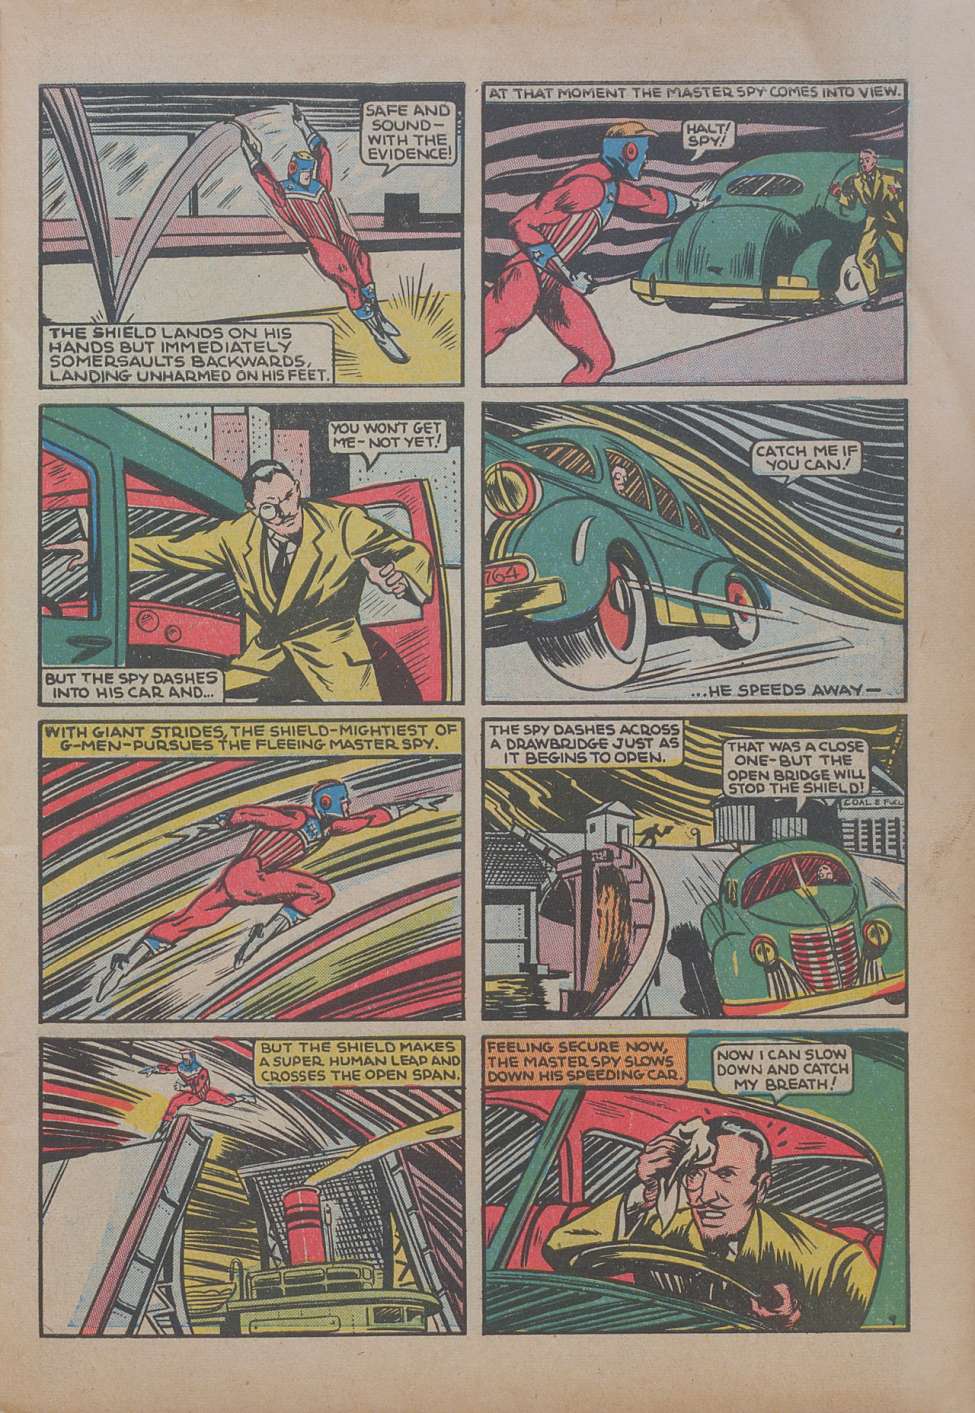 SAFE AND
SOUND—
WITH THE
EVIDENCE!
THE SHIELD LANDS ON HIS
HANDS BUT IMMEDIATELY
SOMERSAULTS BACKWARDS,
LANDING UNHARMED ON HIS FEET.
AT THAT MOMENT THE MASTER SPY COMES INTO VIEW.
HALT!
SPY!
YOU WON'T GET
ME—NOT YET!
BUT THE SPY DASHES
INTO HIS CAR AND...
CATCH ME IF
YOU CAN!
764
...HE SPEEDS AWAY—
WITH GIANT STRIDES, THE SHIELD-MIGHTIEST OF
G-MEN-PURSUES THE FLEEING MASTER SPY.
THE SPY DASHES ACROSS
A DRAWBRIDGE JUST AS
IT BEGINS TO OPEN.
THAT WAS A CLOSE
ONE-BUT THE
OPEN BRIDGE WILL
STOP THE SHIELD!
COAL & FUEL
BUT THE SHIELD MAKES
A SUPER HUMAN LEAP AND
CROSSES THE OPEN SPAN.
FEELING SECURE NOW,
THE MASTER SPY SLOWS
DOWN HIS SPEEDING CAR.
NOW I CAN SLOW
DOWN AND CATCH
MY BREATH!
9